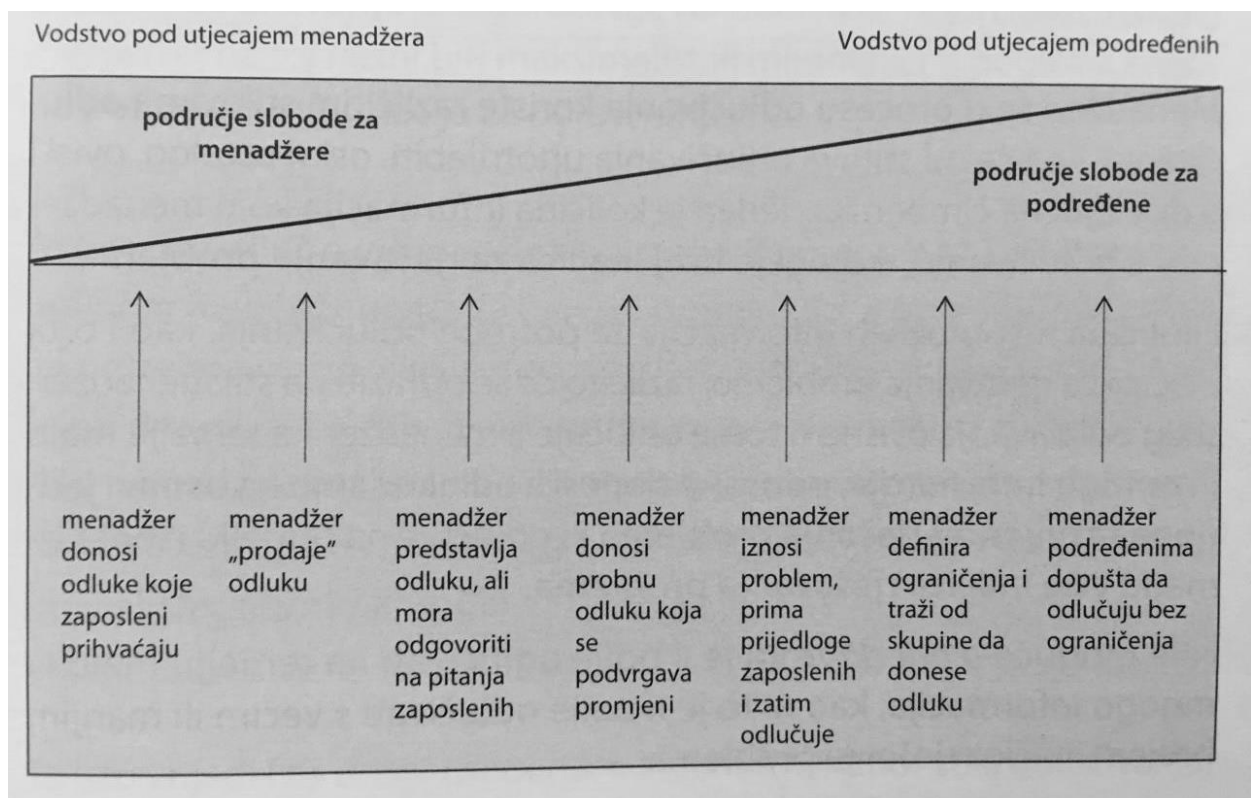 Vodstvo pod utjecajem menadžera
Vodstvo pod utjecajem podređenih
područje slobode za
menadžere
područje slobode za
podređene
menadžer
donosi
odluke koje
zaposleni
prihvaćaju
menadžer
„prodaje”
odluku
menadžer
predstavlja
odluku, ali
mora
odgovoriti
na pitanja
zaposlenih
menadžer
donosi
probnu
odluku koja
se
podvrgava
promjeni
menadžer
iznosi
problem,
prima
prijedloge
zaposlenih
i zatim
odlučuje
menadžer
definira
ograničenja i
traži od
skupine da
donese
odluku
menadžer
podređenima
dopušta da
odlučuju bez
ograničenja